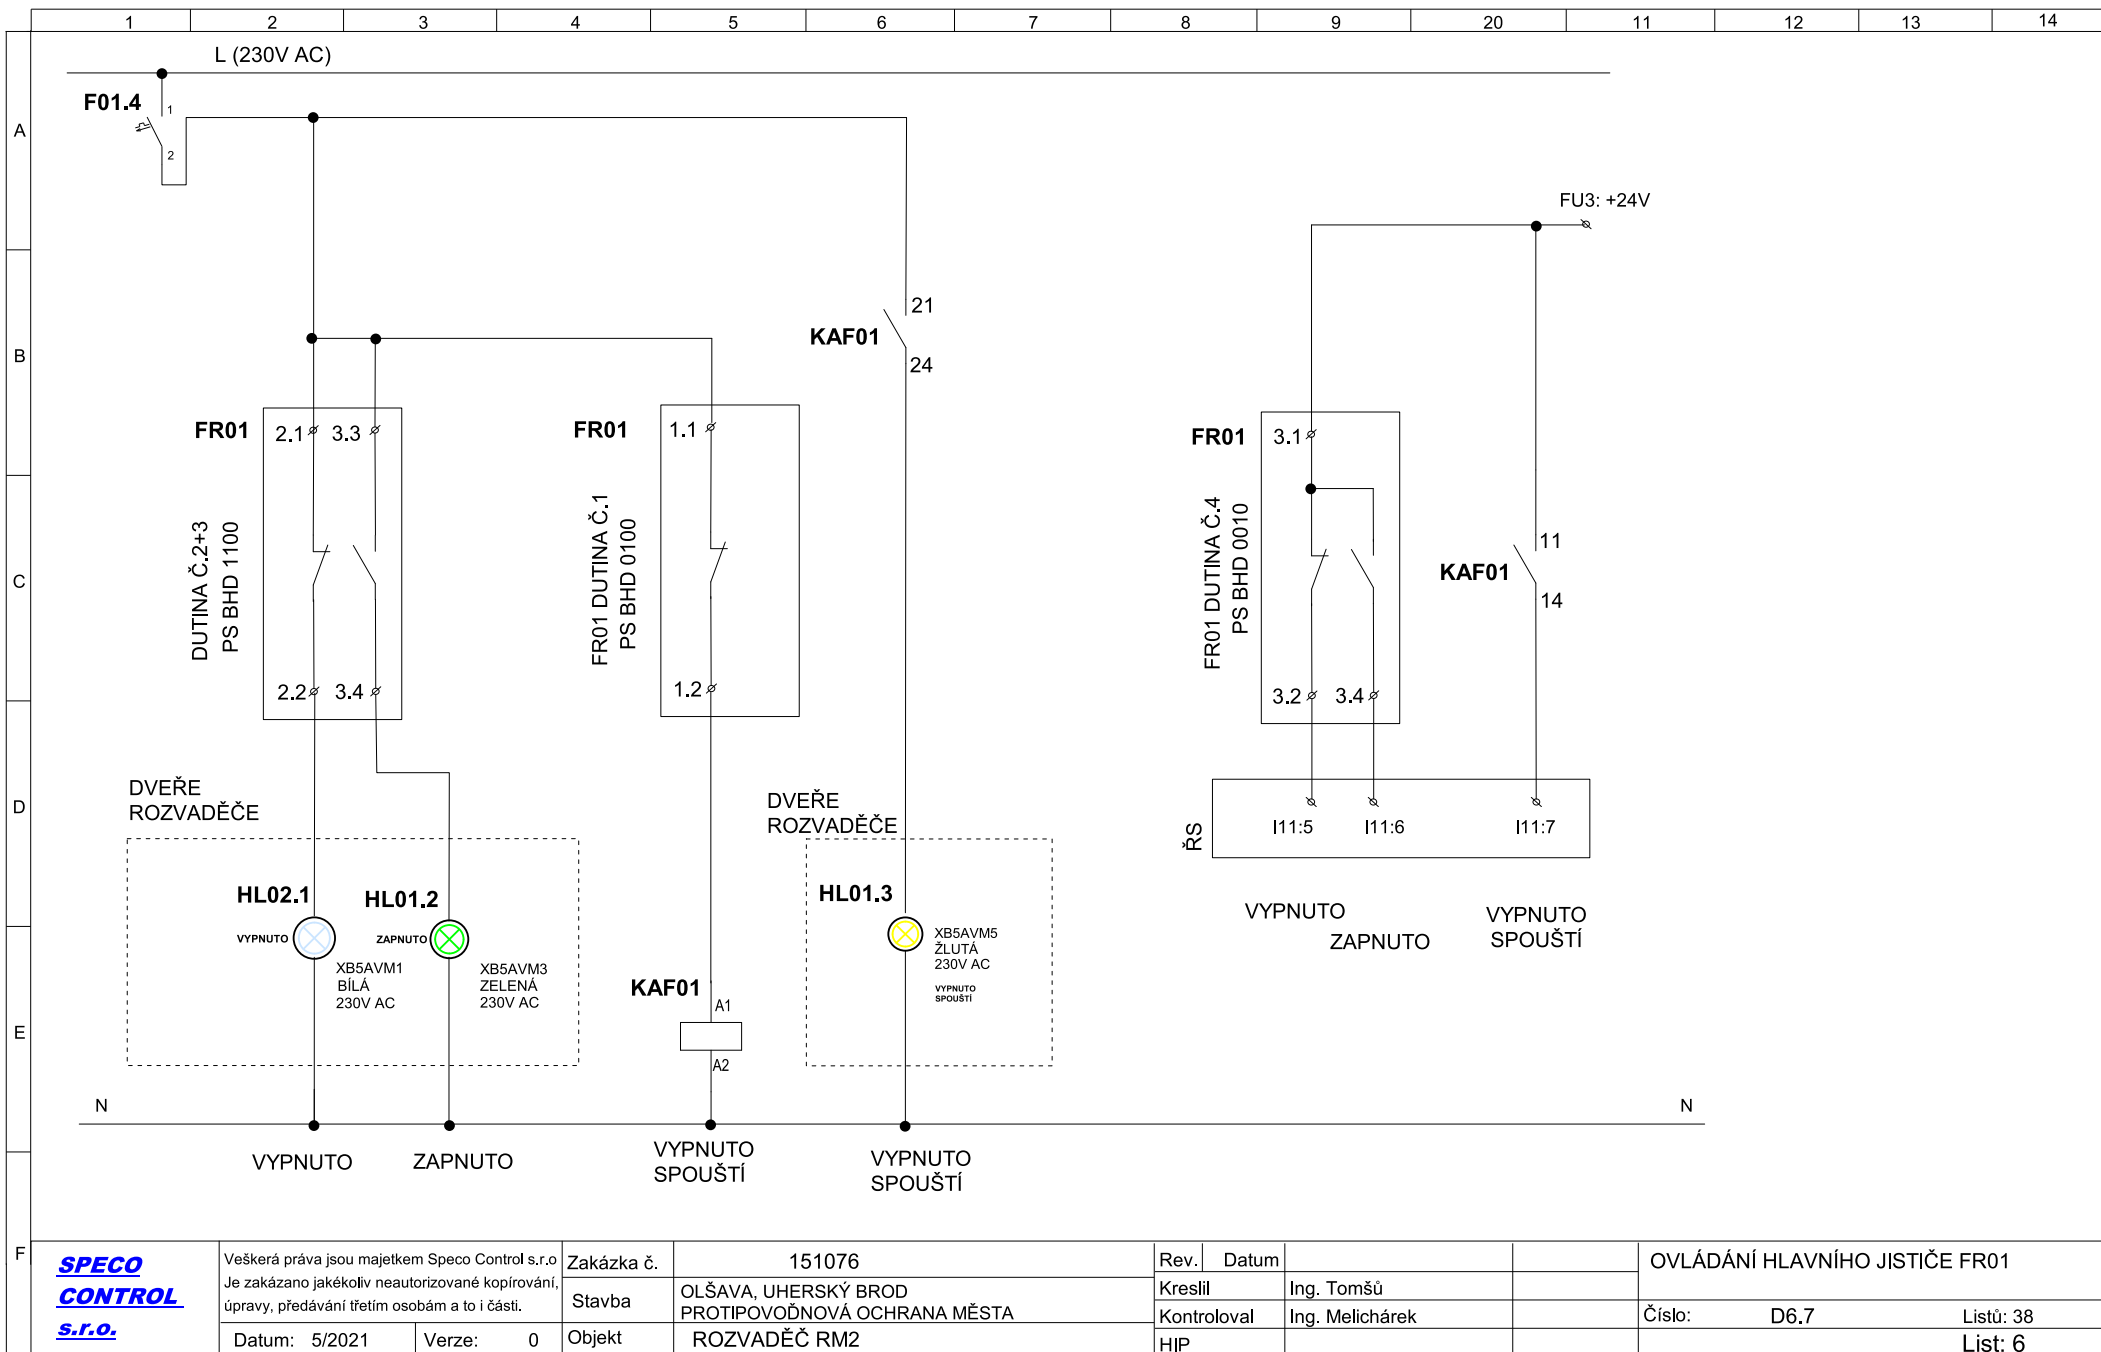 1 2 3 4 5 6 7 8 9 20 11 12 13 14
L (230V AC)
F01.4
1
2
A
FU3: +24V
21
KAF01
24
B
FR01
2.1
3.3
FR01
1.1
FR01
3.1
DUTINA Č.2+3
PS BHD 1100
FR01 DUTINA Č.1
PS BHD 0100
FR01 DUTINA Č.4
PS BHD 0010
11
KAF01
14
C
2.2
3.4
1.2
3.2
3.4
DVEŘE
ROZVADĚČE
DVEŘE
ROZVADĚČE
D
ŘS
I11:5
I11:6
I11:7
HL02.1
HL01.2
HL01.3
VYPNUTO
ZAPNUTO
XB5AVM1
BÍLÁ
230V AC
XB5AVM3
ZELENÁ
230V AC
XB5AVM5
ŽLUTÁ
230V AC
VYPNUTO
SPOUŠTÍ
VYPNUTO
ZAPNUTO
VYPNUTO
SPOUŠTÍ
KAF01
A1
A2
E
N
N
VYPNUTO
ZAPNUTO
VYPNUTO
SPOUŠTÍ
VYPNUTO
SPOUŠTÍ
F
SPECO
CONTROL
s.r.o.
Veškerá práva jsou majetkem Speco Control s.r.o
Je zakázáno jakékoliv neautorizované kopírování,
úpravy, předávání třetím osobám a to i části.
Datum: 5/2021
Verze: 0
Zakázka č. 151076
Stavba
OLŠAVA, UHERSKÝ BROD
PROTIPOVODŇOVÁ OCHRANA MĚSTA
Objekt
ROZVADĚČ RM2
Rev. Datum
Kreslil Ing. Tomšů
Kontroloval Ing. Melichárek
HIP
OVLÁDÁNÍ HLAVNÍHO JISTIČE FR01
Číslo: D6.7 Listů: 38
List: 6